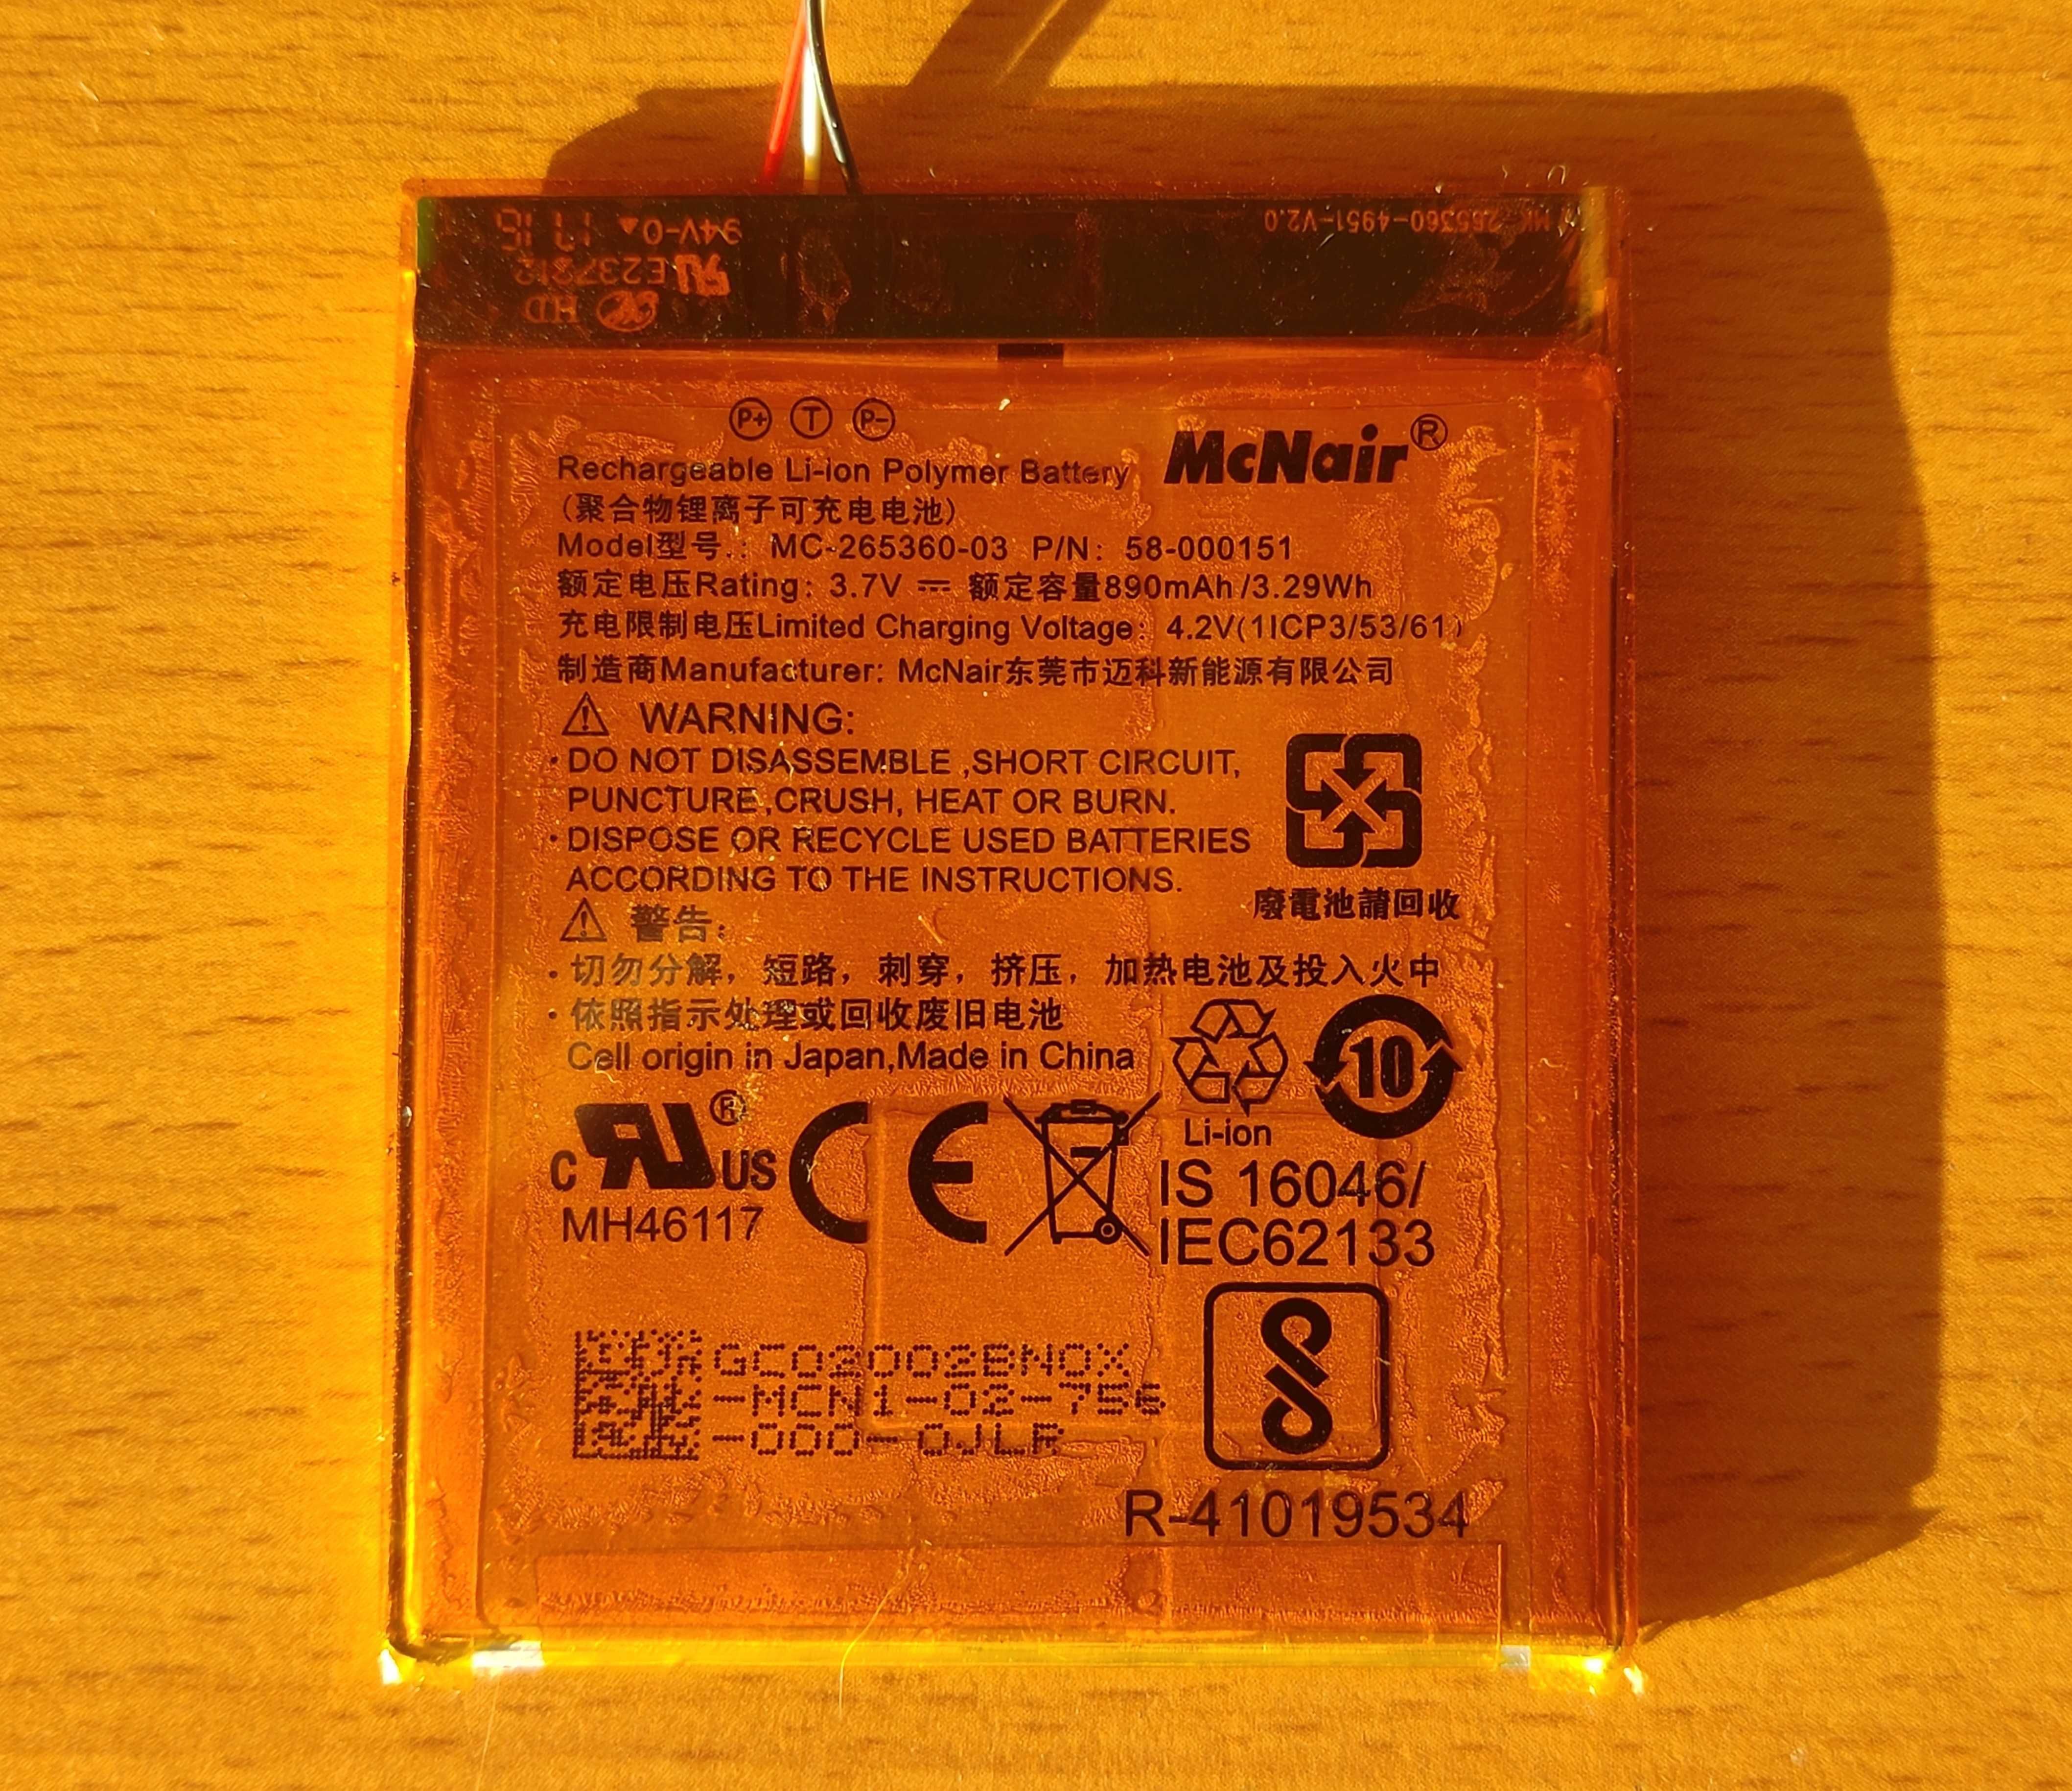 94V-0 1716
E237312
HD
MK 265360-4951-V2.0
P+ T P-
McNair®
Rechargeable Li-ion Polymer Battery
(聚合物锂离子可充电电池)
Model型号.: MC-265360-03 P/N: 58-000151
额定电压Rating: 3.7V ⎓ 额定容量890mAh/3.29Wh
充电限制电压Limited Charging Voltage: 4.2V(1ICP3/53/61)
制造商Manufacturer: McNair东莞市迈科新能源有限公司
⚠ WARNING:
·DO NOT DISASSEMBLE ,SHORT CIRCUIT,
PUNCTURE,CRUSH, HEAT OR BURN.
·DISPOSE OR RECYCLE USED BATTERIES
ACCORDING TO THE INSTRUCTIONS.
廢電池請回收
⚠ 警告:
·切勿分解，短路，刺穿，挤压，加热电池及投入火中
·依照指示处理或回收废旧电池
Cell origin in Japan,Made in China
Li-ion
10
C RU® US
MH46117
CE
IS 16046/
IEC62133
GC02002BN0X
-MCN1-02-756
-000-0JLR
R-41019534